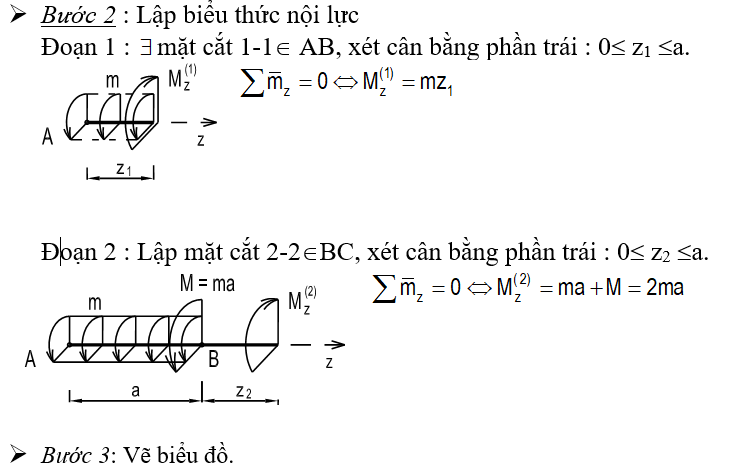 ➤ Bước 2 : Lập biểu thức nội lực
Đoạn 1 : ∃ mặt cắt 1-1∈ AB, xét cân bằng phần trái : 0≤ z₁ ≤a.
m M_z^(1) ∑m̄_z = 0 ⇔ M_z^(1) = mz₁
A
z
z₁
Đoạn 2 : Lập mặt cắt 2-2∈BC, xét cân bằng phần trái : 0≤ z₂ ≤a.
M = ma
m M_z^(2) ∑m̄_z = 0 ⇔ M_z^(2) = ma + M = 2ma
A B z
a z₂
➤ Bước 3: Vẽ biểu đồ.